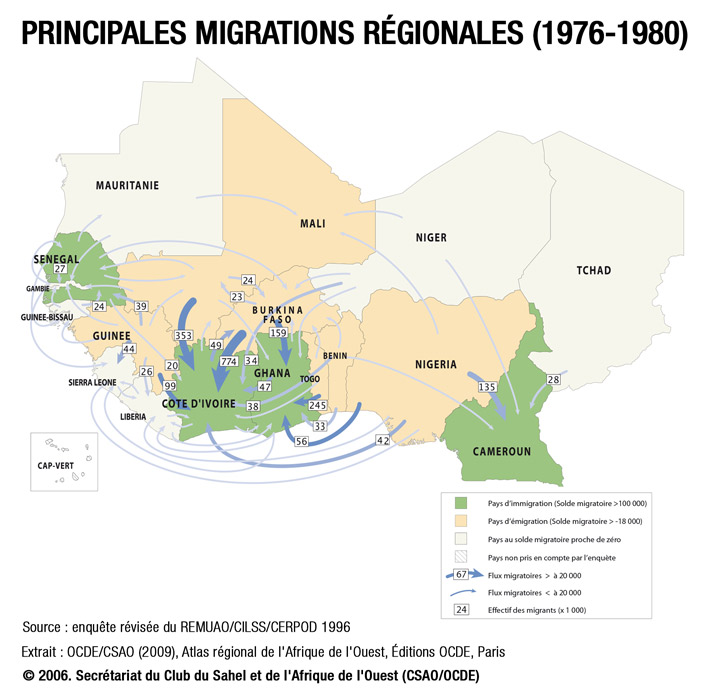 PRINCIPALES MIGRATIONS RÉGIONALES (1976-1980)
MAURITANIE
MALI
NIGER
TCHAD
SENEGAL
27
GAMBIE
GUINEE-BISSAU
24
39
24
23
BURKINA
FASO
GUINEE
44
353
49
774
34
159
BENIN
NIGERIA
SIERRA LEONE
26
20
99
GHANA
47
TOGO
135
28
LIBERIA
COTE D'IVOIRE
38
245
33
56
42
CAMEROUN
CAP-VERT
Pays d'immigration (Solde migratoire >100 000)
Pays d'émigration (Solde migratoire > -18 000)
Pays au solde migratoire proche de zéro
Pays non pris en compte par l'enquête
67 Flux migratoires > à 20 000
Flux migratoires < à 20 000
24 Effectif des migrants (x 1 000)
Source : enquête révisée du REMUAO/CILSS/CERPOD 1996
Extrait : OCDE/CSAO (2009), Atlas régional de l'Afrique de l'Ouest, Éditions OCDE, Paris
© 2006. Secrétariat du Club du Sahel et de l'Afrique de l'Ouest (CSAO/OCDE)